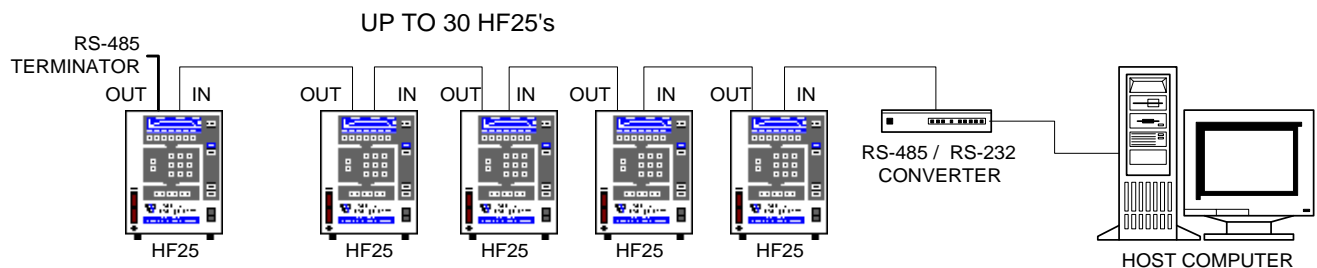 UP TO 30 HF25's
RS-485
TERMINATOR
OUT IN OUT IN OUT IN OUT IN OUT IN
RS-485 / RS-232
CONVERTER
HF25 HF25 HF25 HF25 HF25
HOST COMPUTER